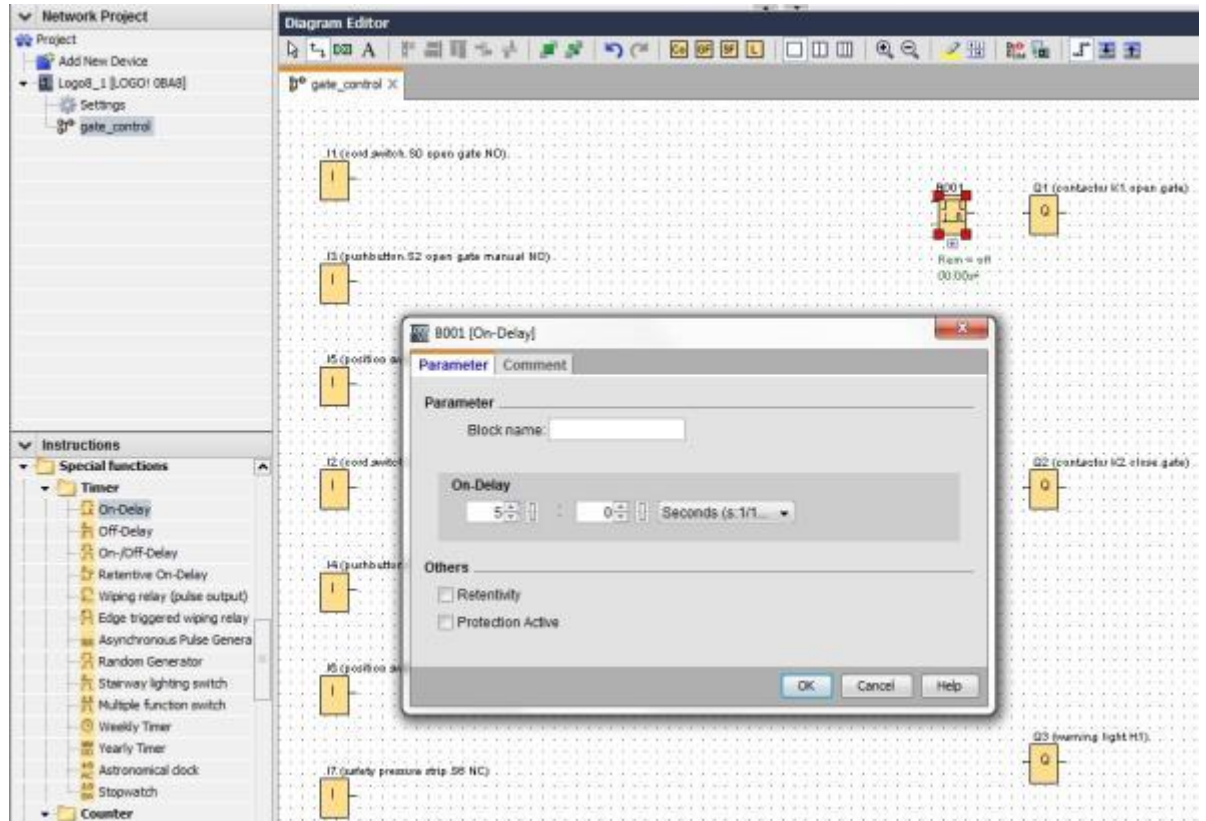 Network Project
Project
Add New Device
Logo8_1 [LOGO! 0BA8]
Settings
gate_control
Instructions
Special functions
Timer
On-Delay
Off-Delay
On-/Off-Delay
Retentive On-Delay
Wiping relay (pulse output)
Edge triggered wiping relay
Asynchronous Pulse Genera
Random Generator
Stairway lighting switch
Multiple function switch
Weekly Timer
Yearly Timer
Astronomical clock
Stopwatch
Counter
Diagram Editor
A Co GF SF L
gate_control X
I1 (cord switch S0 open gate NO)
I
B001
Rem = off
00:00s+
Q1 (contactor K1 open gate)
Q
I3 (pushbutton S2 open gate manual NO)
I
I5 (position
I
I2 (cord
I
Q2 (contactor K2 close gate)
Q
I4 (pushbutton
I
I6 (position
I
Q3 (warning light H1)
Q
I7 (safety pressure strip S6 NC)
I
B001 [On-Delay]
Parameter Comment
Parameter
Block name:
On-Delay
5 : 0 Seconds (s:1/1...
Others
Retentivity
Protection Active
OK Cancel Help